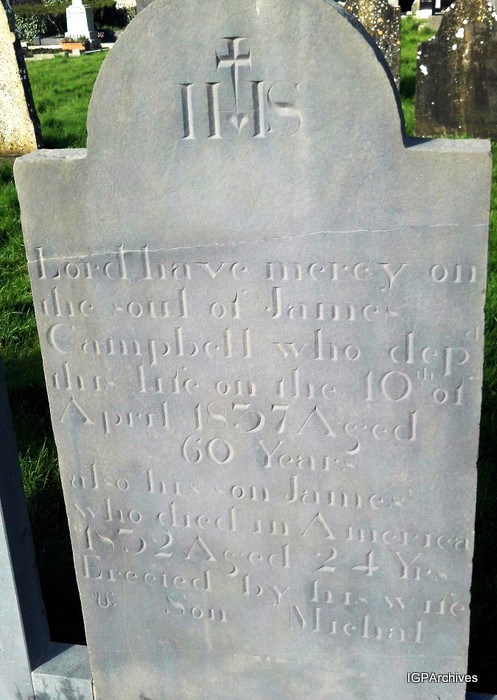 IHS
Lord have mercy on
the soul of James
Campbell who depd
this life on the 10th of
April 1837 Aged
60 Years
also his son James
who died in America
1832 Aged 24 Yrs
Erected by his wife
& Son Michal
IGPArchives